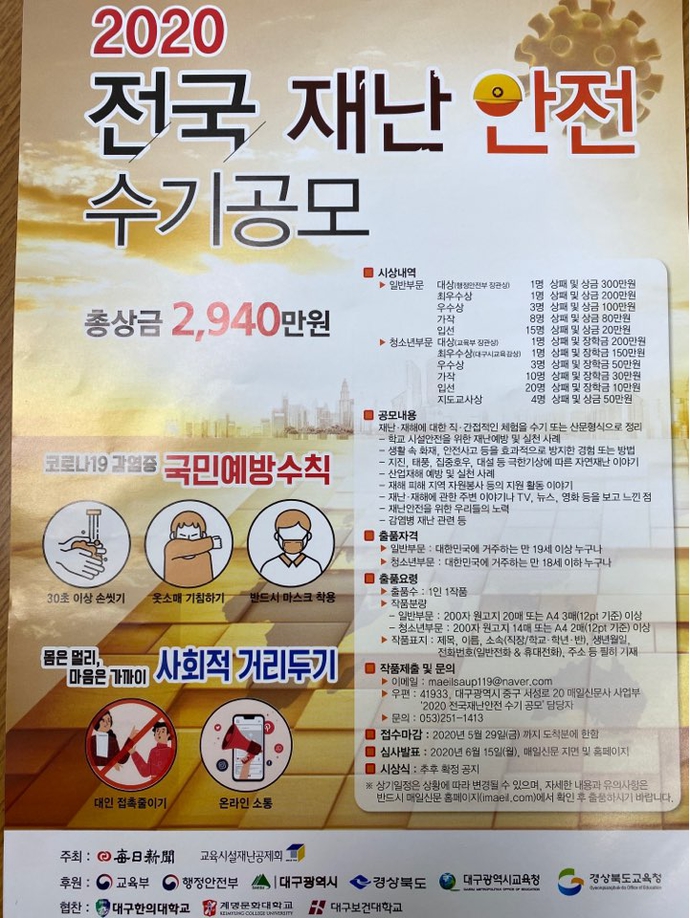 2020
전국 재난 안전
수기공모
총상금 2,940만원
■ 시상내역
▶ 일반부문 대상(행정안전부 장관상) 1명 상패 및 상금 300만원
최우수상 1명 상패 및 상금 200만원
우수상 3명 상패 및 상금 100만원
가작 8명 상패 및 상금 80만원
입선 15명 상패 및 상금 20만원
▶ 청소년부문 대상(교육부 장관상) 1명 상패 및 장학금 200만원
최우수상(대구시교육감상) 1명 상패 및 장학금 150만원
우수상 3명 상패 및 장학금 50만원
가작 10명 상패 및 장학금 30만원
입선 20명 상패 및 장학금 10만원
지도교사상 4명 상패 및 상금 50만원
■ 공모내용
재난·재해에 대한 직·간접적인 체험을 수기 또는 산문형식으로 정리
– 학교 시설안전을 위한 재난예방 및 실천 사례
– 생활 속 화재, 안전사고 등을 효과적으로 방지한 경험 또는 방법
– 지진, 태풍, 집중호우, 대설 등 극한기상에 따른 자연재난 이야기
– 산업재해 예방 및 실천 사례
– 재해 피해 지역 자원봉사 등의 지원 활동 이야기
– 재난·재해에 관한 주변 이야기나 TV, 뉴스, 영화 등을 보고 느낀 점
– 재난안전을 위한 우리들의 노력
– 감염병 재난 관련 등
■ 출품자격
▶ 일반부문 : 대한민국에 거주하는 만 19세 이상 누구나
▶ 청소년부문 : 대한민국에 거주하는 만 18세 이하 누구나
■ 출품요령
▶ 출품수 : 1인 1작품
▶ 작품분량
– 일반부문 : 200자 원고지 20매 또는 A4 3매(12pt 기준) 이상
– 청소년부문 : 200자 원고지 14매 또는 A4 2매(12pt 기준) 이상
▶ 작품표지 : 제목, 이름, 소속(직장/학교·학년·반), 생년월일,
전화번호(일반전화 & 휴대전화), 주소 등 필히 기재
■ 작품제출 및 문의
▶ 이메일 : maeilsaup119@naver.com
▶ 우편 : 41933, 대구광역시 중구 서성로 20 매일신문사 사업부
'2020 전국재난안전 수기 공모' 담당자
▶ 문의 : 053)251-1413
■ 접수마감 : 2020년 5월 29일(금) 까지 도착분에 한함
■ 심사발표 : 2020년 6월 15일(월), 매일신문 지면 및 홈페이지
■ 시상식 : 추후 확정 공지
※ 상기일정은 상황에 따라 변경될 수 있으며, 자세한 내용과 유의사항은
반드시 매일신문 홈페이지(imaeil.com)에서 확인 후 출품하시기 바랍니다.
코로나19 감염증 국민예방수칙
30초 이상 손씻기 옷소매 기침하기 반드시 마스크 착용
몸은 멀리,
마음은 가까이 사회적 거리두기
대인 접촉줄이기 온라인 소통
주최 : 每日新聞 교육시설재난공제회
후원 : 교육부 행정안전부 대구광역시 경상북도 대구광역시교육청 경상북도교육청
협찬 : 대구한의대학교 계명문화대학교 대구보건대학교
KEIMYUNG COLLEGE UNIVERSITY